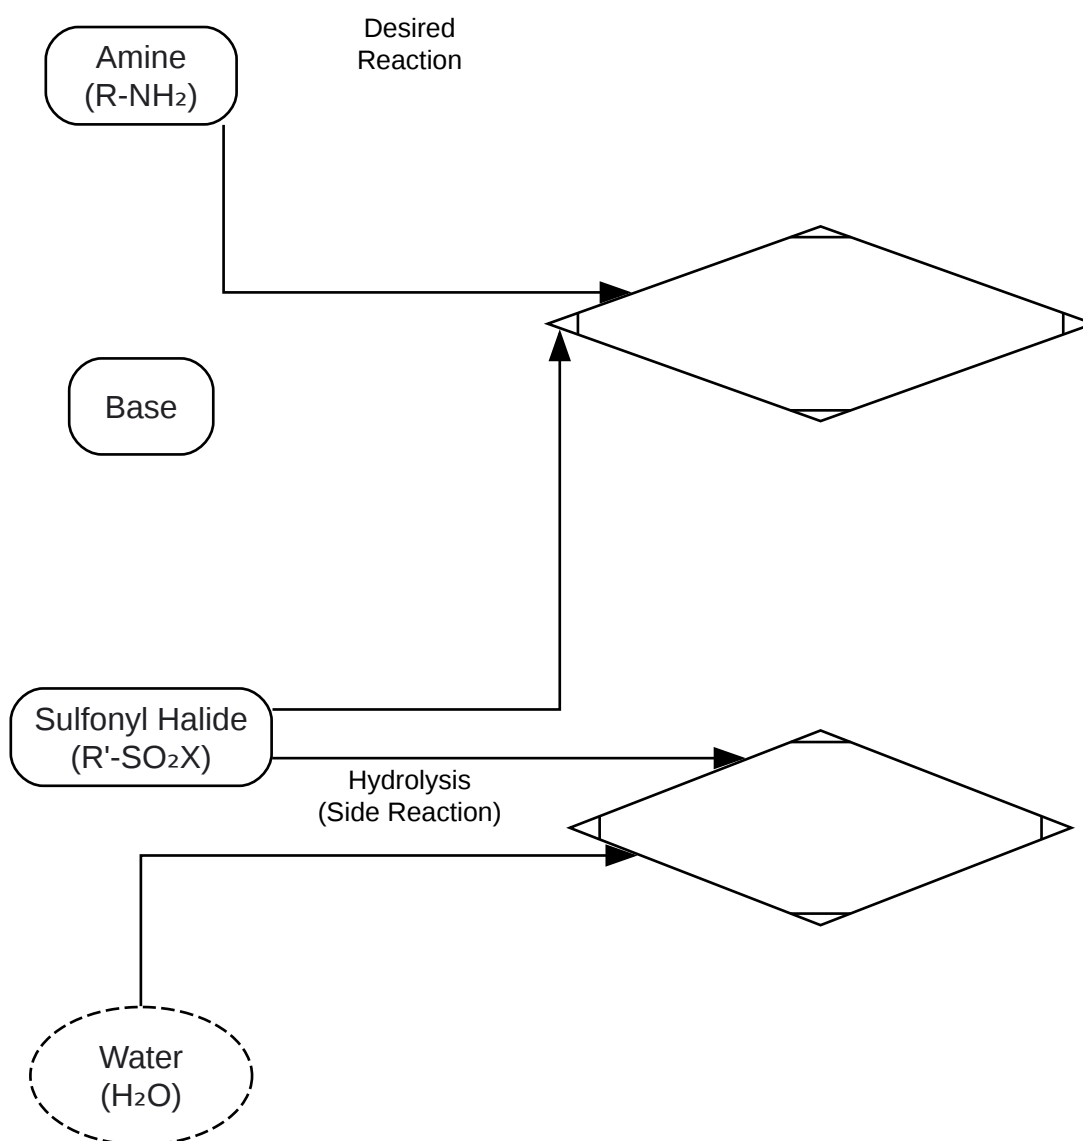 Desired
Reaction
Amine
(R-NH₂)
Base
Sulfonyl Halide
(R'-SO₂X)
Hydrolysis
(Side Reaction)
Water
(H₂O)